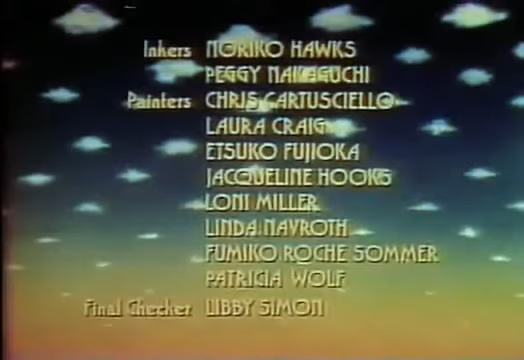 Inkers NORIKO HAWKS
PEGGY NAKAGUCHI
Painters CHRIS CARTUSCIELLO
LAURA CRAIG
ETSUKO FUJIOKA
JACQUELINE HOOKS
LONI MILLER
LINDA NAVROTH
FUMIKO ROCHE SOMMER
PATRICIA WOLF
Final Checker LIBBY SIMON